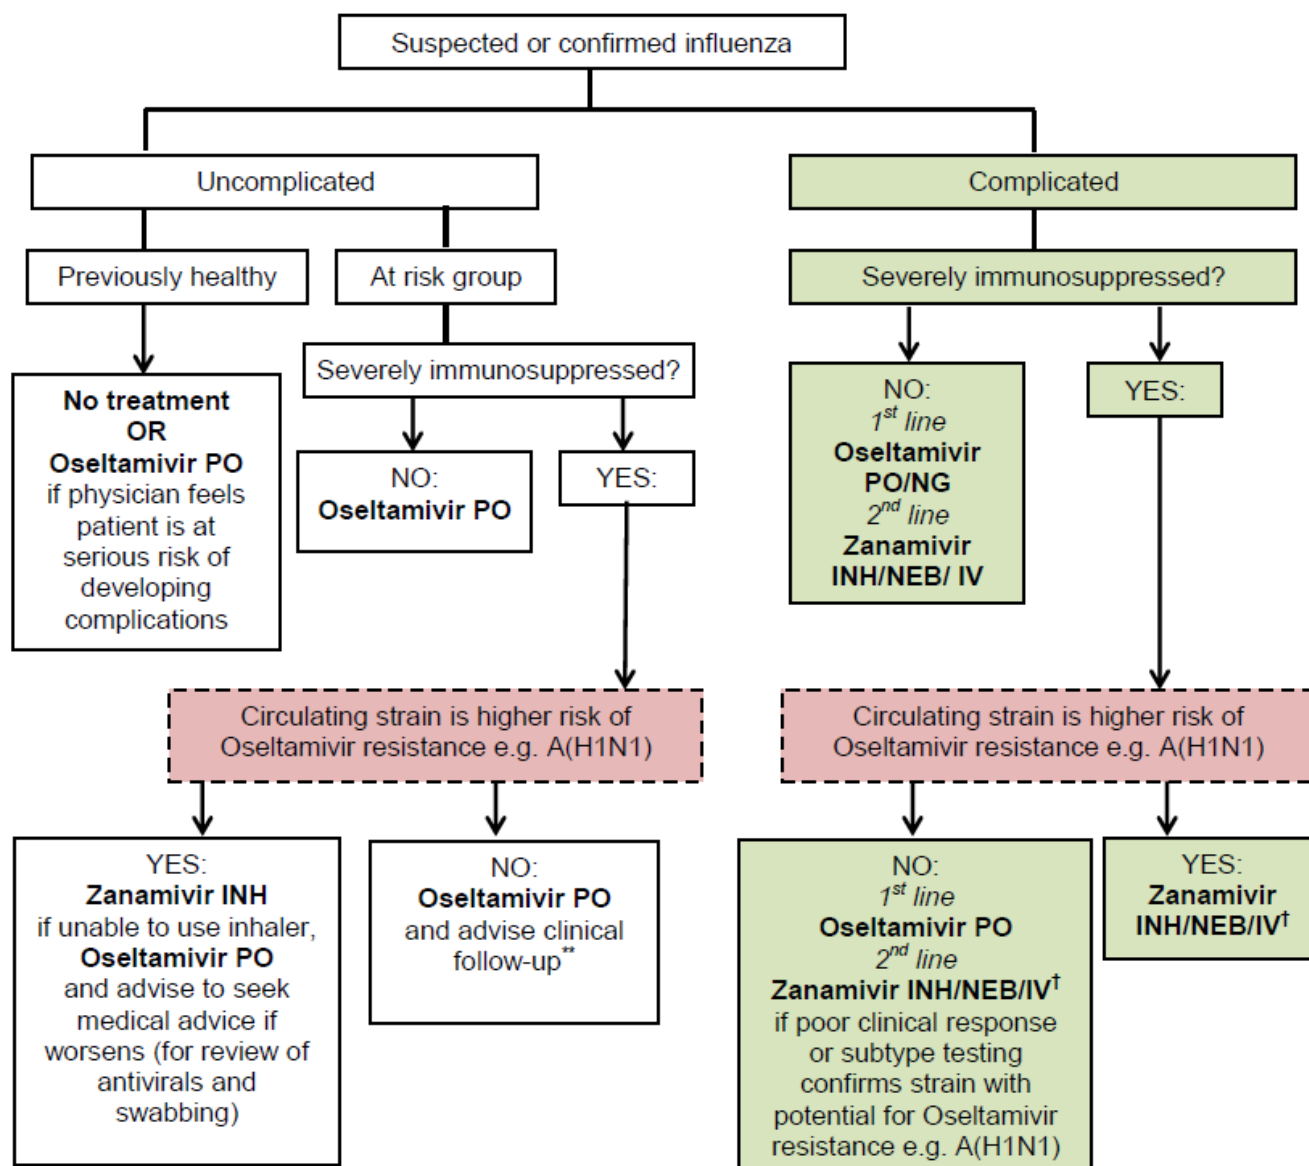 Suspected or confirmed influenza
Uncomplicated
Complicated
Previously healthy
At risk group
Severely immunosuppressed?
No treatment
OR
Oseltamivir PO
if physician feels
patient is at
serious risk of
developing
complications
Severely immunosuppressed?
NO:
Oseltamivir PO
YES:
NO:
1st line
Oseltamivir
PO/NG
2nd line
Zanamivir
INH/NEB/ IV
YES:
Circulating strain is higher risk of
Oseltamivir resistance e.g. A(H1N1)
Circulating strain is higher risk of
Oseltamivir resistance e.g. A(H1N1)
YES:
Zanamivir INH
if unable to use inhaler,
Oseltamivir PO
and advise to seek
medical advice if
worsens (for review of
antivirals and
swabbing)
NO:
Oseltamivir PO
and advise clinical
follow-up**
NO:
1st line
Oseltamivir PO
2nd line
Zanamivir INH/NEB/IV†
if poor clinical response
or subtype testing
confirms strain with
potential for Oseltamivir
resistance e.g. A(H1N1)
YES:
Zanamivir
INH/NEB/IV†